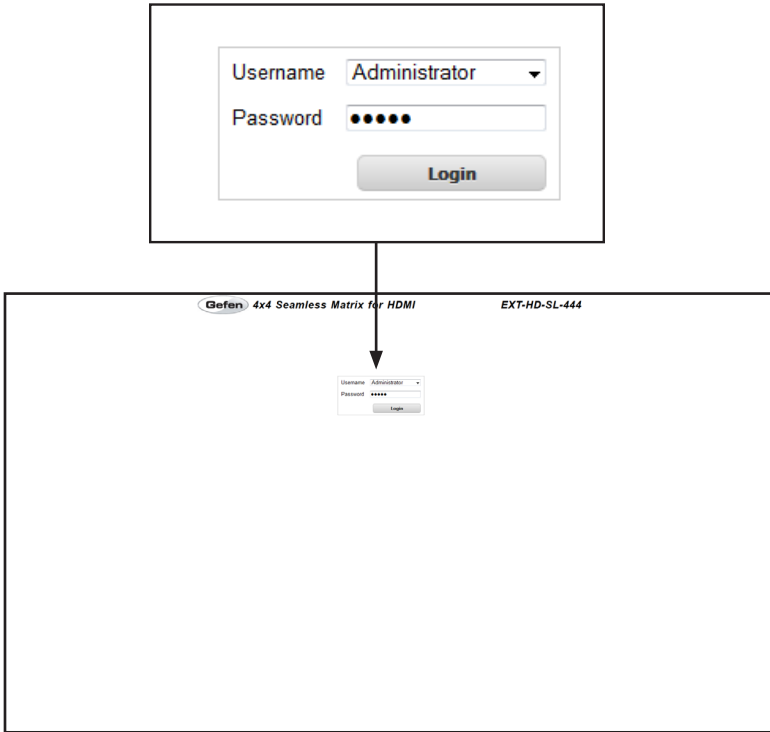 Username Administrator
Password •••••
Login
Gefen 4x4 Seamless Matrix for HDMI EXT-HD-SL-444
Username Administrator
Password •••••
Login